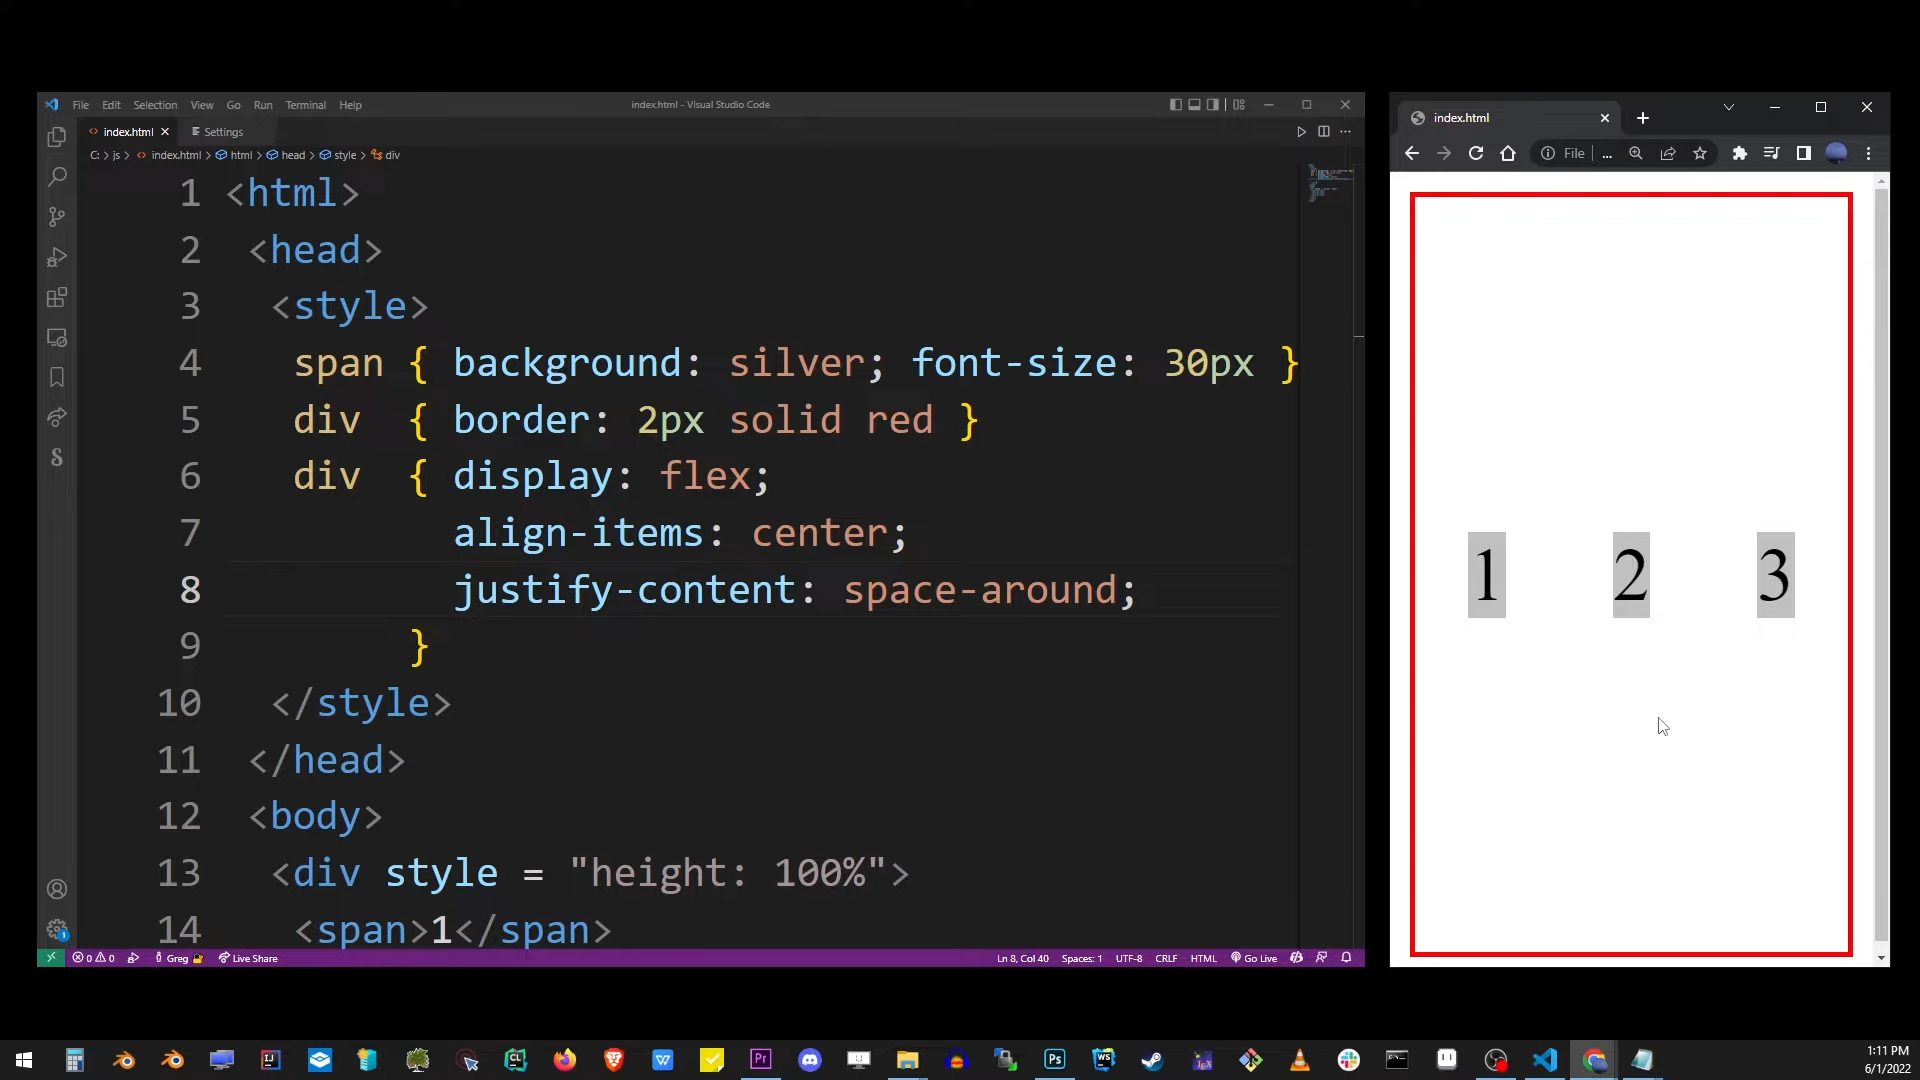 File Edit Selection View Go Run Terminal Help
index.html - Visual Studio Code
index.html
Settings
C: > js > index.html > html > head > style > div
1 <html>
2 <head>
3 <style>
4 span { background: silver; font-size: 30px }
5 div { border: 2px solid red }
6 div { display: flex;
7 align-items: center;
8 justify-content: space-around;
9 }
10 </style>
11 </head>
12 <body>
13 <div style = "height: 100%">
14 <span>1</span>
0 0 Greg Live Share
Ln 8, Col 40 Spaces: 1 UTF-8 CRLF HTML Go Live
index.html
File ...
1 2 3
1:11 PM
6/1/2022